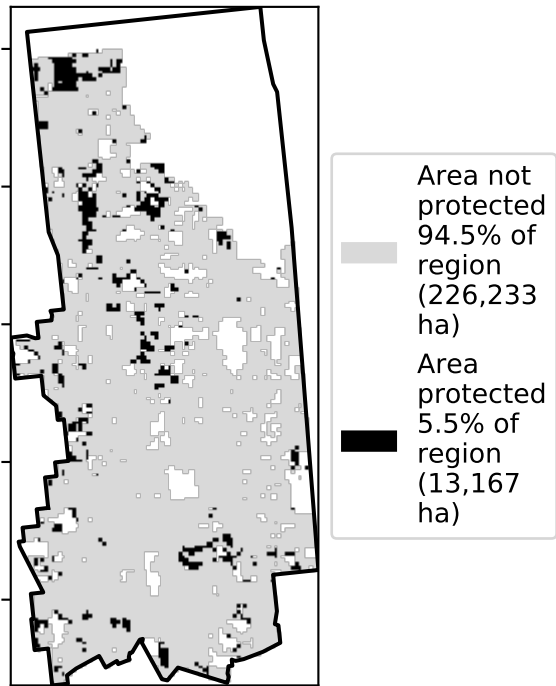 Area not
protected
94.5% of
region
(226,233
ha)
Area
protected
5.5% of
region
(13,167
ha)